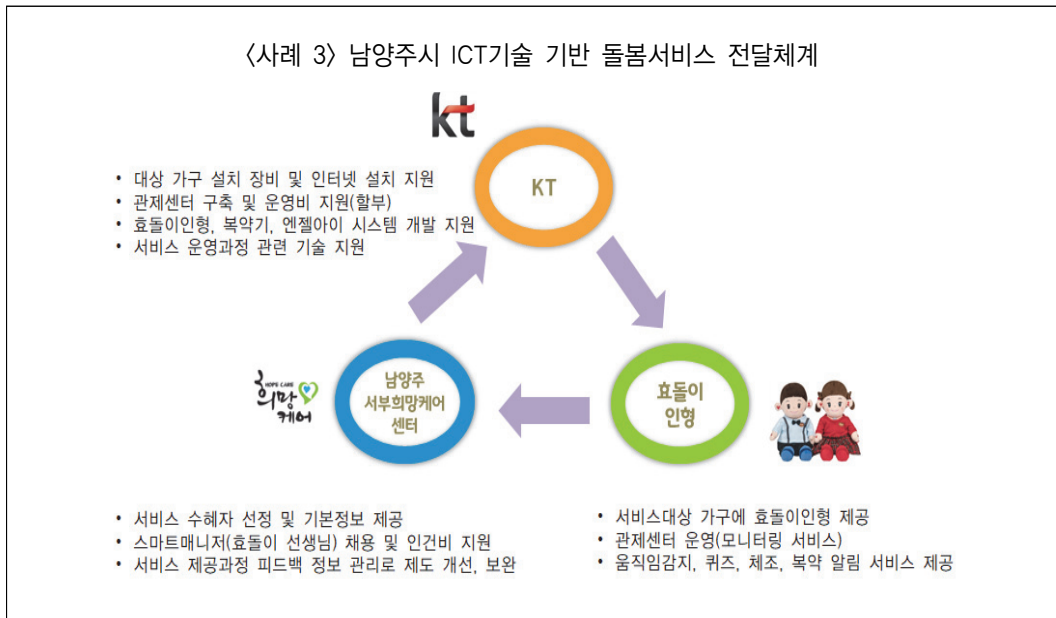 〈사례 3〉 남양주시 ICT기술 기반 돌봄서비스 전달체계
kt
KT
• 대상 가구 설치 장비 및 인터넷 설치 지원
• 관제센터 구축 및 운영비 지원(할부)
• 효돌이인형, 복약기, 엔젤아이 시스템 개발 지원
• 서비스 운영과정 관련 기술 지원
HOPE CARE
희망
케어
남양주
서부희망케어
센터
효돌이
인형
• 서비스 수혜자 선정 및 기본정보 제공
• 스마트매니저(효돌이 선생님) 채용 및 인건비 지원
• 서비스 제공과정 피드백 정보 관리로 제도 개선, 보완
• 서비스대상 가구에 효돌이인형 제공
• 관제센터 운영(모니터링 서비스)
• 움직임감지, 퀴즈, 체조, 복약 알림 서비스 제공